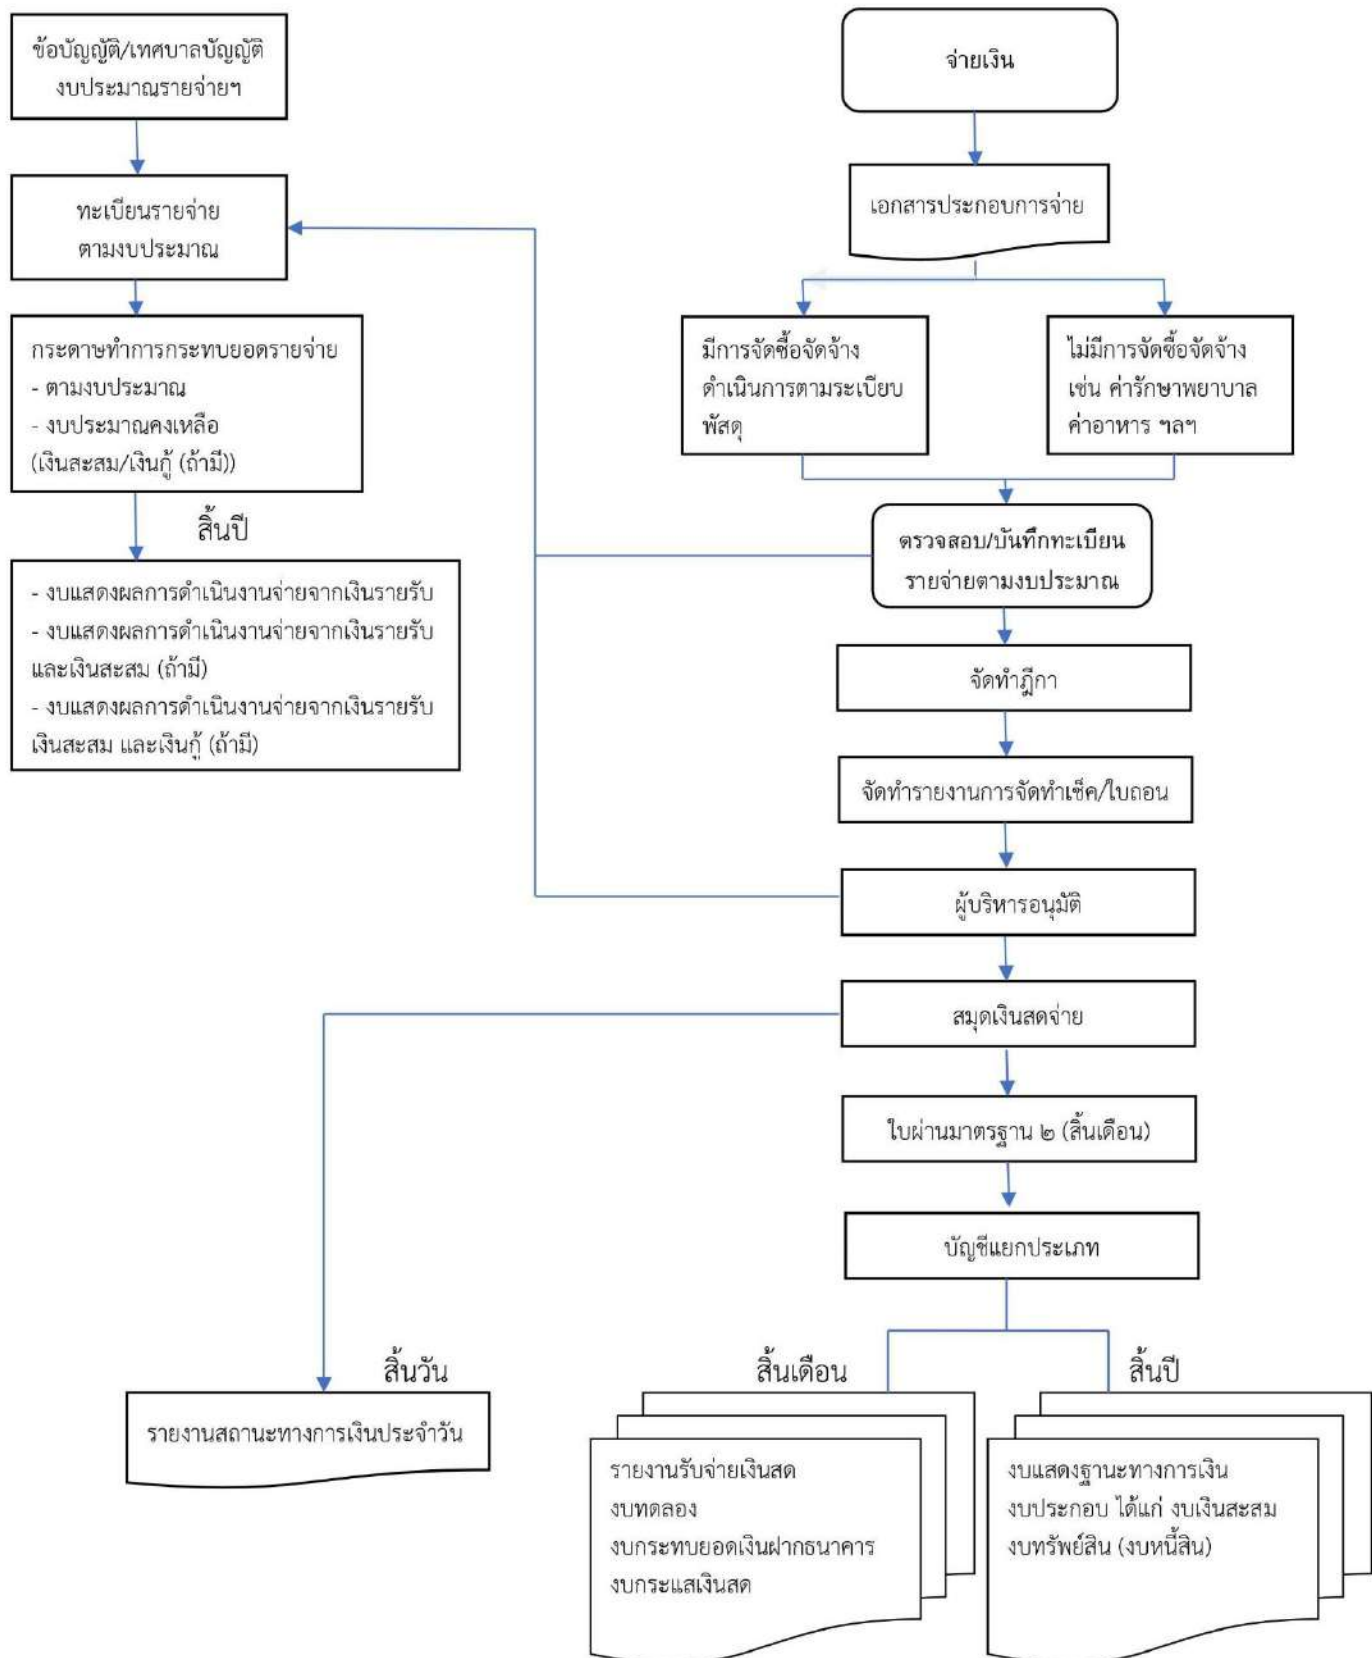 ข้อบัญญัติ/เทศบาลบัญญัติ
งบประมาณรายจ่ายฯ
ทะเบียนรายจ่าย
ตามงบประมาณ
กระดาษทำการกระทบยอดรายจ่าย
- ตามงบประมาณ
- งบประมาณคงเหลือ
(เงินสะสม/เงินกู้ (ถ้ามี))
สิ้นปี
- งบแสดงผลการดำเนินงานจ่ายจากเงินรายรับ
- งบแสดงผลการดำเนินงานจ่ายจากเงินรายรับ
และเงินสะสม (ถ้ามี)
- งบแสดงผลการดำเนินงานจ่ายจากเงินรายรับ
เงินสะสม และเงินกู้ (ถ้ามี)
จ่ายเงิน
เอกสารประกอบการจ่าย
มีการจัดซื้อจัดจ้าง
ดำเนินการตามระเบียบ
พัสดุ
ไม่มีการจัดซื้อจัดจ้าง
เช่น ค่ารักษาพยาบาล
ค่าอาหาร ฯลฯ
ตรวจสอบ/บันทึกทะเบียน
รายจ่ายตามงบประมาณ
จัดทำฎีกา
จัดทำรายงานการจัดทำเช็ค/ใบถอน
ผู้บริหารอนุมัติ
สมุดเงินสดจ่าย
ใบผ่านมาตรฐาน ๒ (สิ้นเดือน)
บัญชีแยกประเภท
สิ้นวัน
รายงานสถานะทางการเงินประจำวัน
สิ้นเดือน
รายงานรับจ่ายเงินสด
งบทดลอง
งบกระทบยอดเงินฝากธนาคาร
งบกระแสเงินสด
สิ้นปี
งบแสดงฐานะทางการเงิน
งบประกอบ ได้แก่ งบเงินสะสม
งบทรัพย์สิน (งบหนี้สิน)